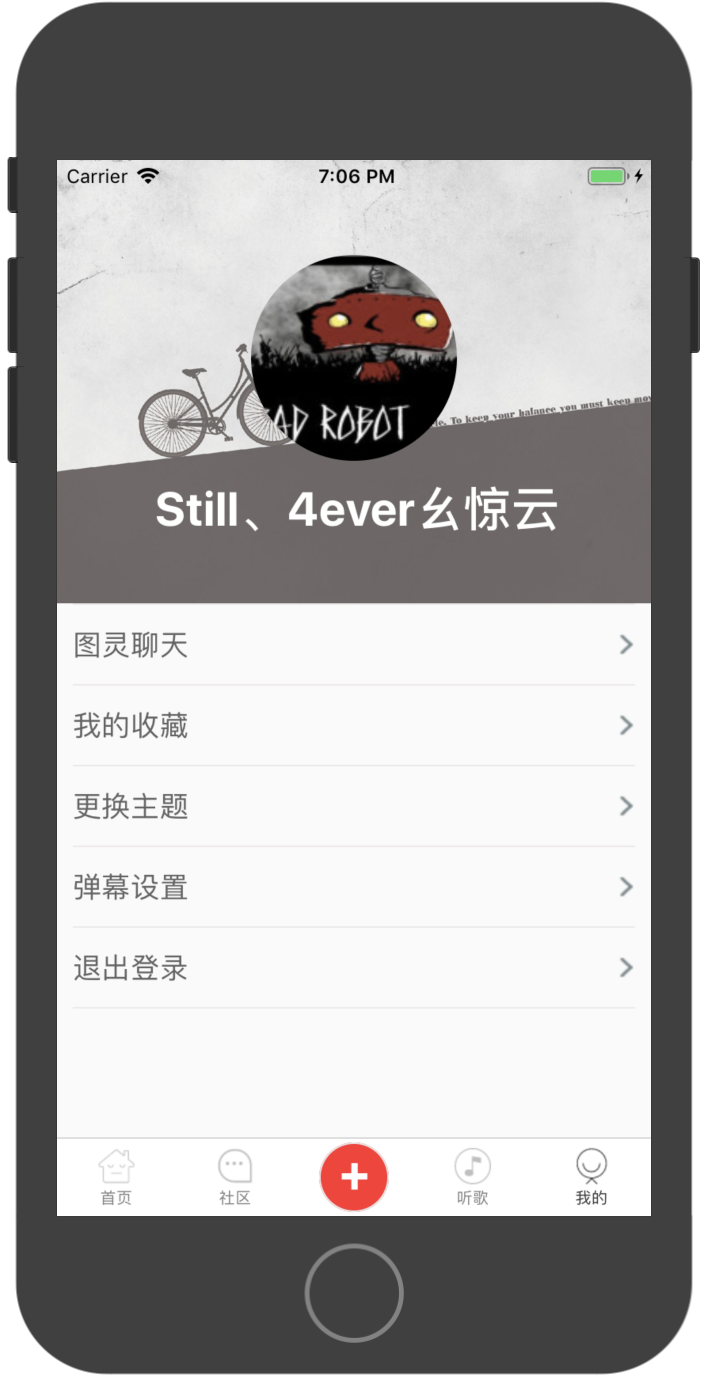 Carrier 7:06 PM
AD ROBOT
To keep your balance you must keep
Still、4ever幺惊云
图灵聊天
我的收藏
更换主题
弹幕设置
退出登录
首页 社区 听歌 我的